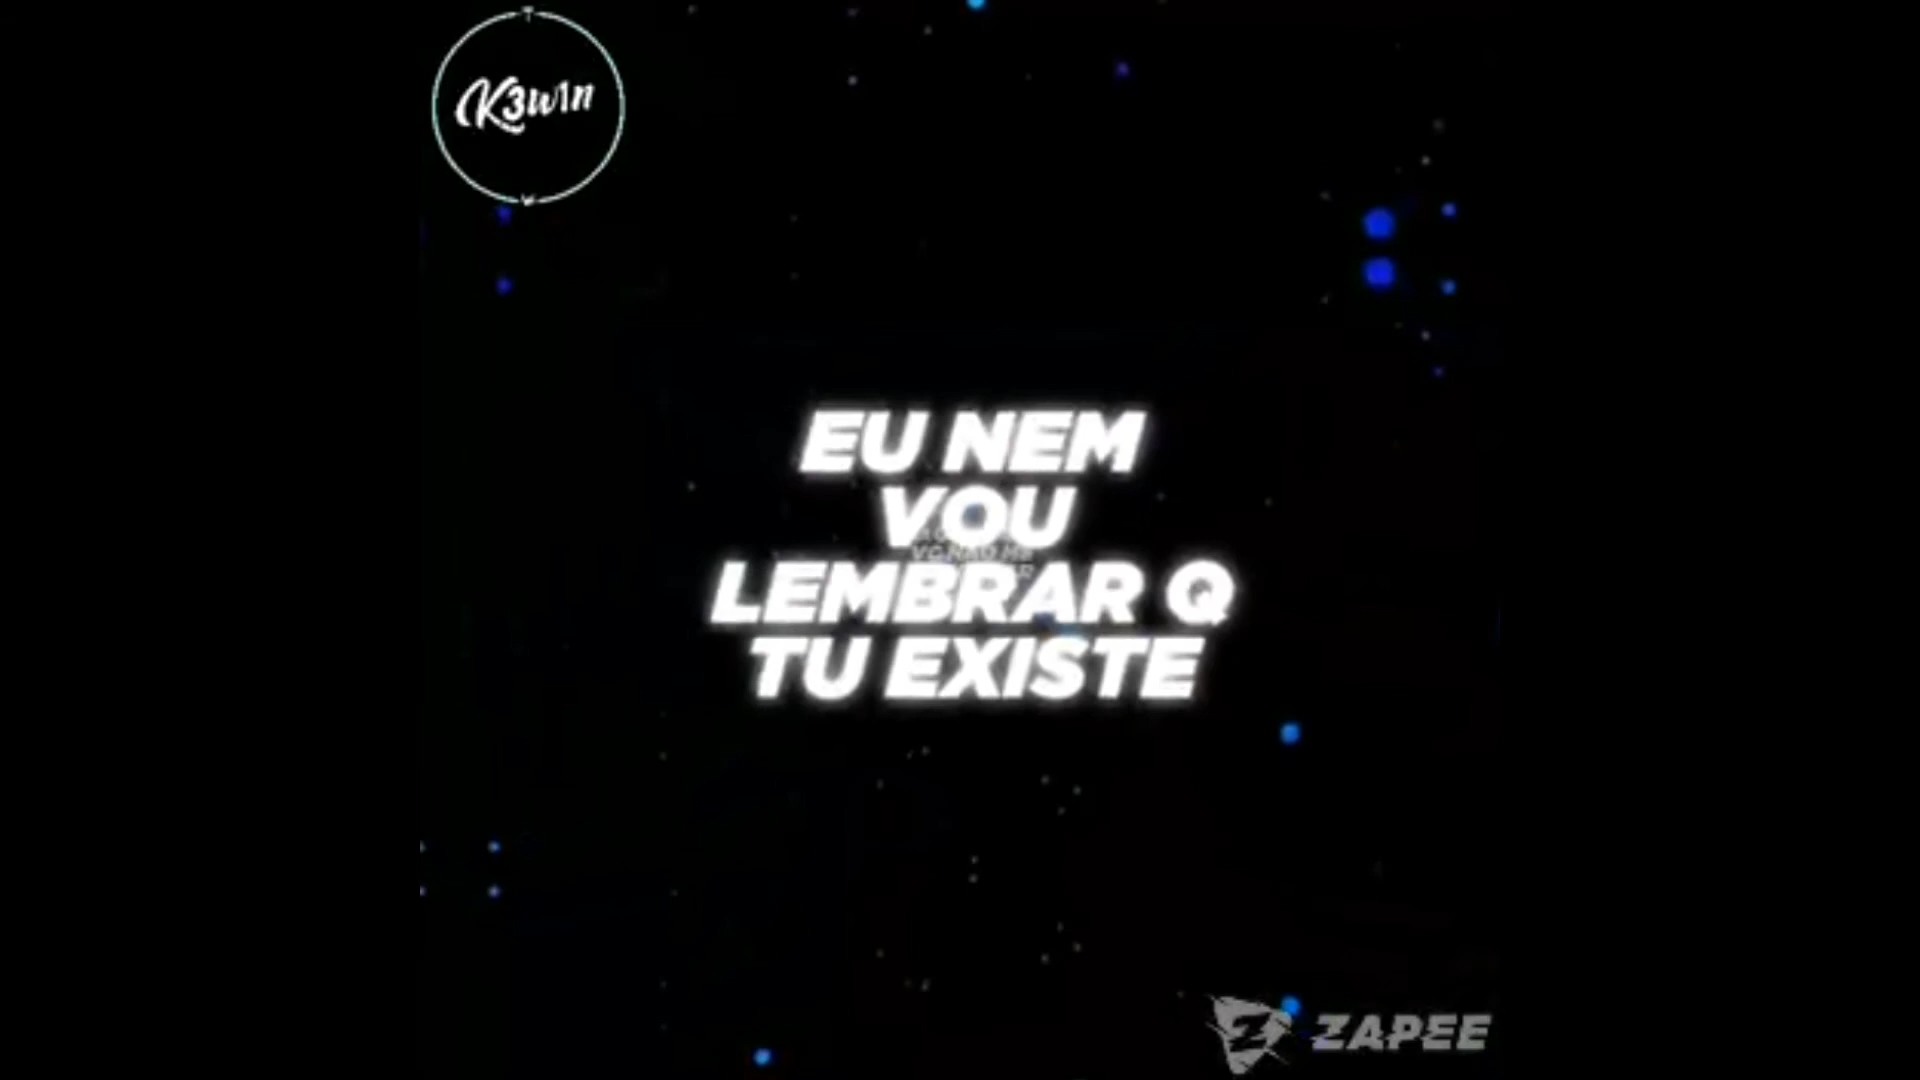 K3w1n
EU NEM
VOU
LEMBRAR Q
TU EXISTE
ZAPEE